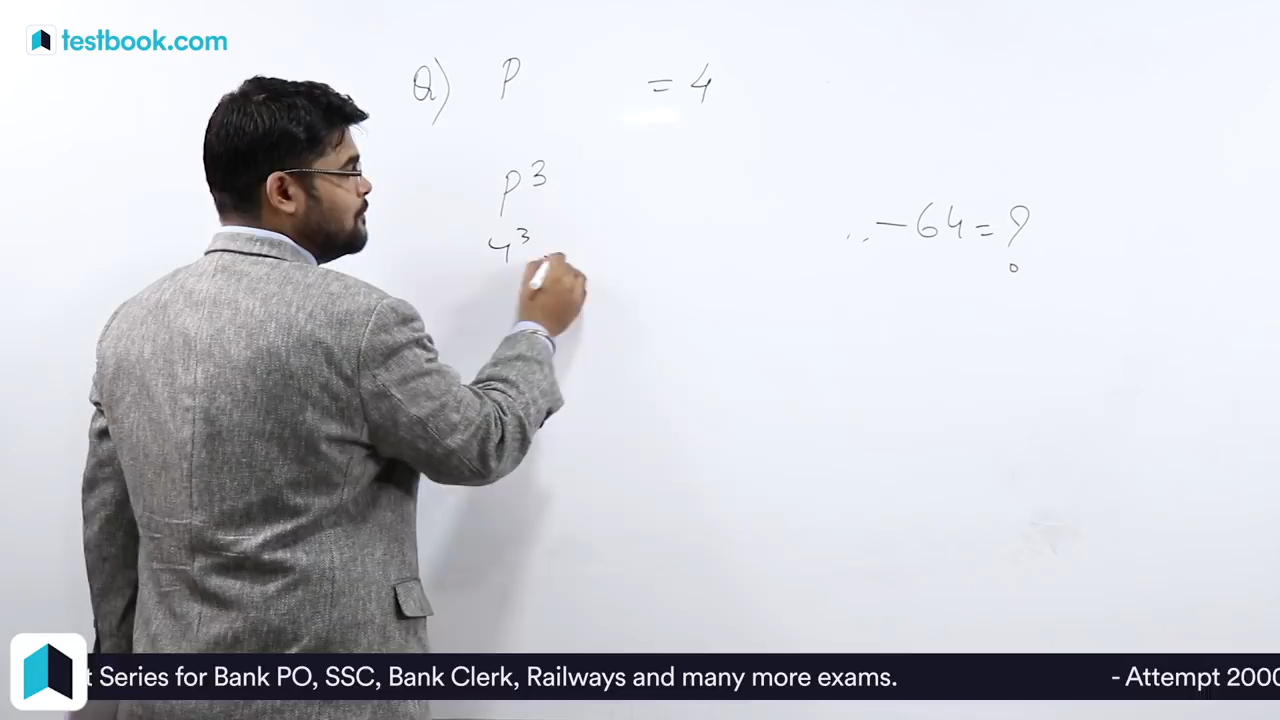 testbook.com
Q) P = 4
P³
- 64 = ?
4³
t Series for Bank PO, SSC, Bank Clerk, Railways and many more exams. - Attempt 2000